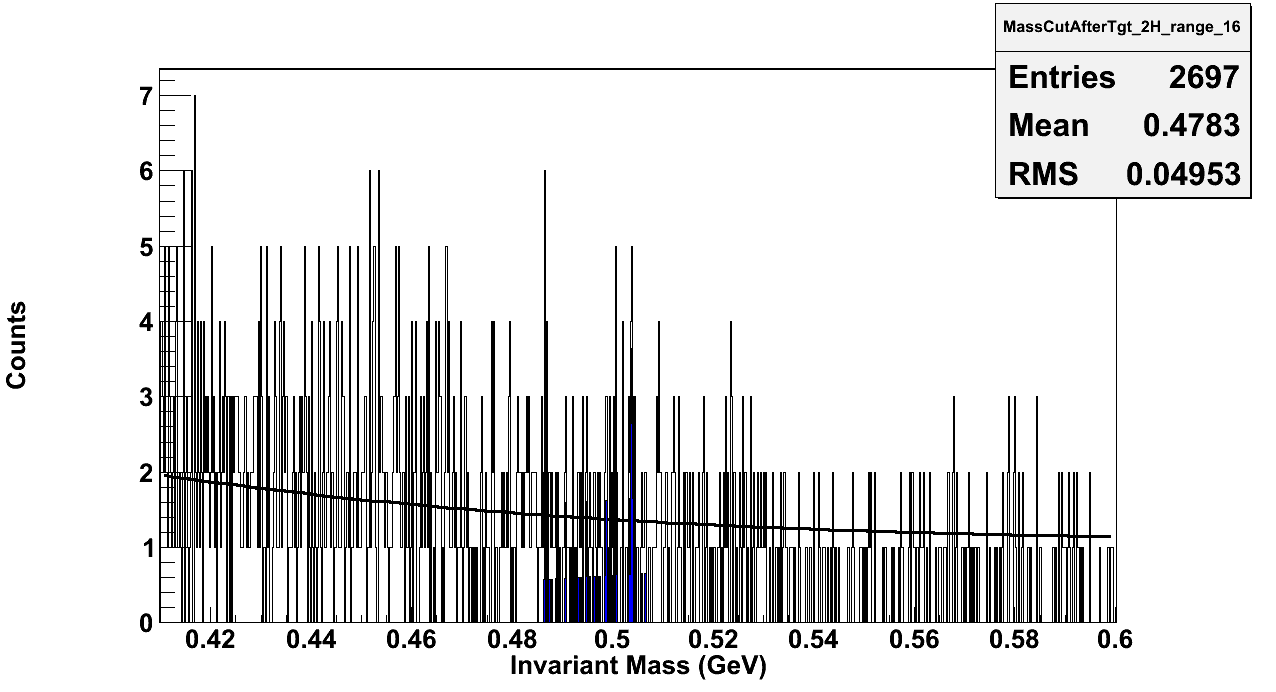 MassCutAfterTgt_2H_range_16
Entries 2697
Mean 0.4783
RMS 0.04953
7
6
5
4
3
2
1
0
Counts
0.42 0.44 0.46 0.48 0.5 0.52 0.54 0.56 0.58 0.6
Invariant Mass (GeV)